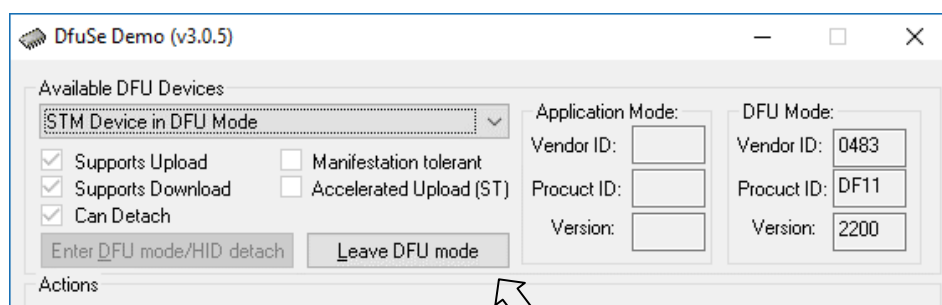 DfuSe Demo (v3.0.5)
Available DFU Devices
STM Device in DFU Mode
Supports Upload
Manifestation tolerant
Supports Download
Accelerated Upload (ST)
Can Detach
Enter DFU mode/HID detach
Leave DFU mode
Application Mode:
Vendor ID:
Procuct ID:
Version:
DFU Mode:
Vendor ID: 0483
Procuct ID: DF11
Version: 2200
Actions